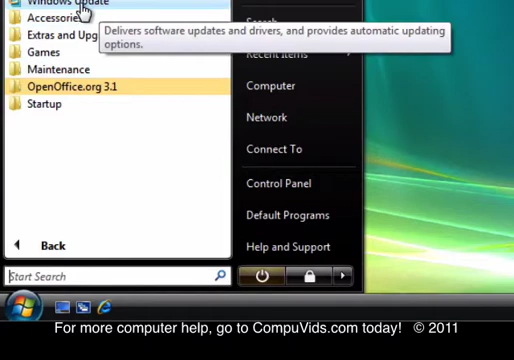 Windows Update
Delivers software updates and drivers, and provides automatic updating
options.
Accessories
Extras and Upg
Games
Maintenance
OpenOffice.org 3.1
Startup
Back
Start Search
Search
Recent Items
Computer
Network
Connect To
Control Panel
Default Programs
Help and Support
For more computer help, go to CompuVids.com today! © 2011